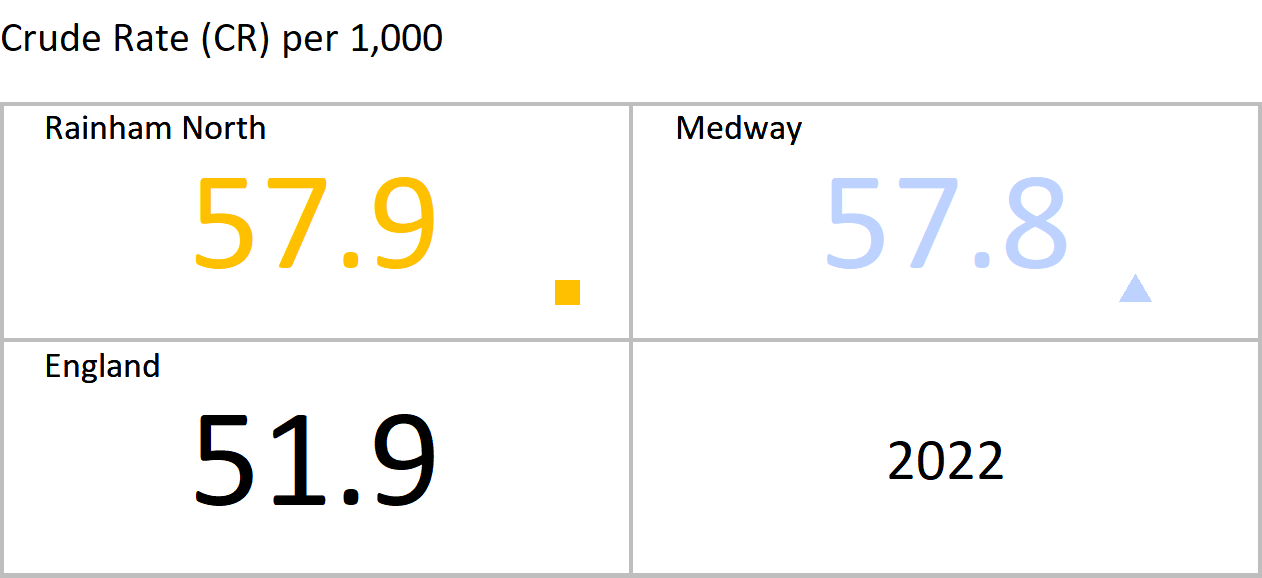 Crude Rate (CR) per 1,000
Rainham North
57.9
Medway
57.8
England
51.9
2022